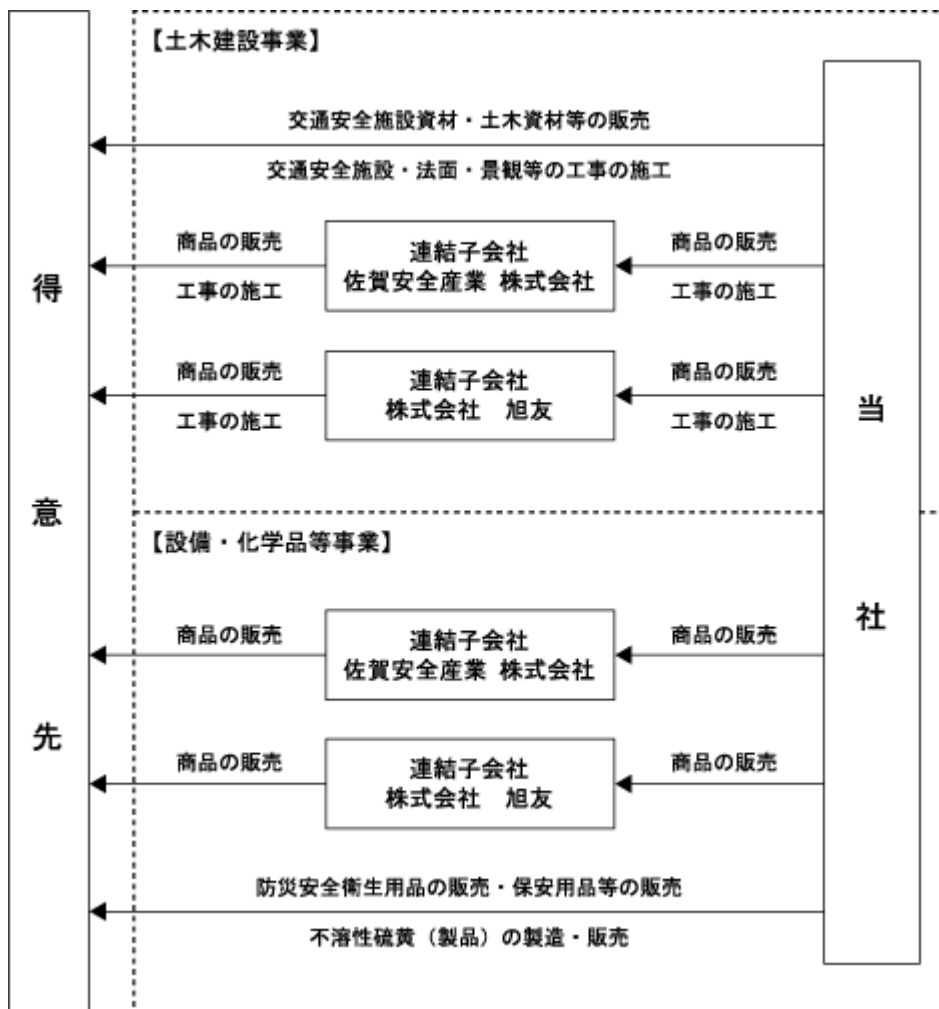 【土木建設事業】
交通安全施設資材・土木資材等の販売
交通安全施設・法面・景観等の工事の施工
商品の販売
工事の施工
連結子会社
佐賀安全産業 株式会社
商品の販売
工事の施工
商品の販売
工事の施工
連結子会社
株式会社　旭友
商品の販売
工事の施工
【設備・化学品等事業】
商品の販売
連結子会社
佐賀安全産業 株式会社
商品の販売
商品の販売
連結子会社
株式会社　旭友
商品の販売
防災安全衛生用品の販売・保安用品等の販売
不溶性硫黄（製品）の製造・販売
得意先
当社